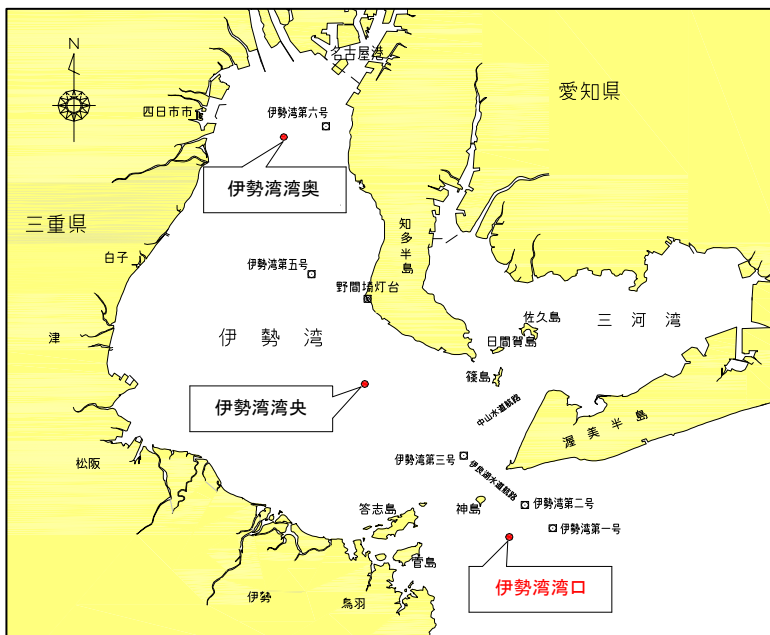 N
名古屋港
愛知県
四日市市
伊勢湾第六号
伊勢湾湾奥
三重県
知多半島
白子
伊勢湾第五号
野間埼灯台
佐久島
三河湾
津
伊勢湾
日間賀島
篠島
伊勢湾湾央
中山水道航路
渥美半島
松阪
伊勢湾第三号
伊良湖水道航路
答志島
神島
伊勢湾第二号
伊勢湾第一号
菅島
伊勢湾湾口
伊勢
鳥羽